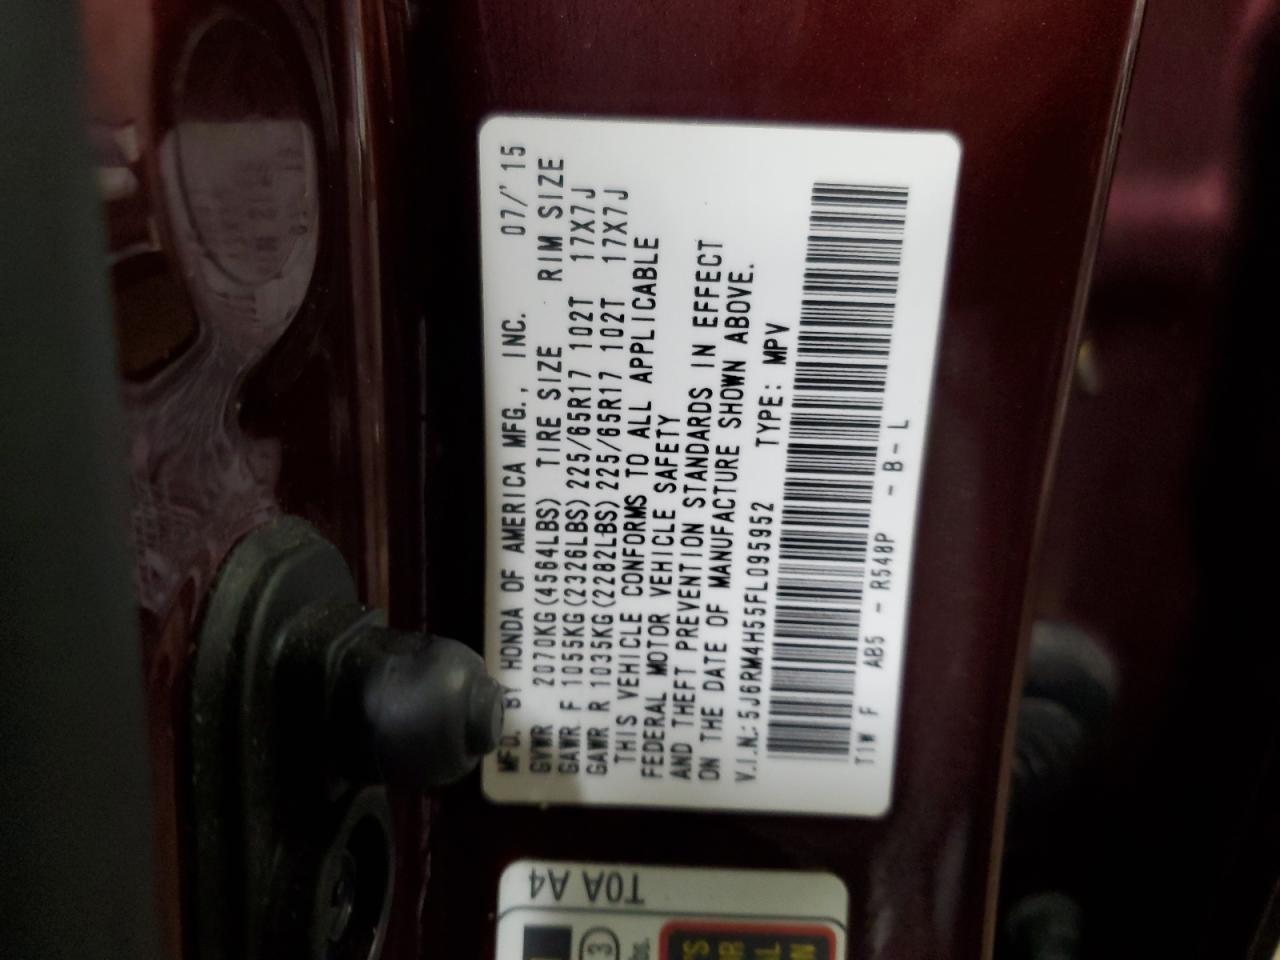 MFD. BY HONDA OF AMERICA MFG., INC. 07/'15
GVWR 2070KG(4564LBS) TIRE SIZE RIM SIZE
GAWR F 1055KG(2326LBS) 225/65R17 102T 17X7J
GAWR R 1035KG(2282LBS) 225/65R17 102T 17X7J
THIS VEHICLE CONFORMS TO ALL APPLICABLE
FEDERAL MOTOR VEHICLE SAFETY
AND THEFT PREVENTION STANDARDS IN EFFECT
ON THE DATE OF MANUFACTURE SHOWN ABOVE.
V.I.N.:5J6RM4H55FL095952 TYPE: MPV
T1W F AB5 - R548P - B - L
T0A A4
3